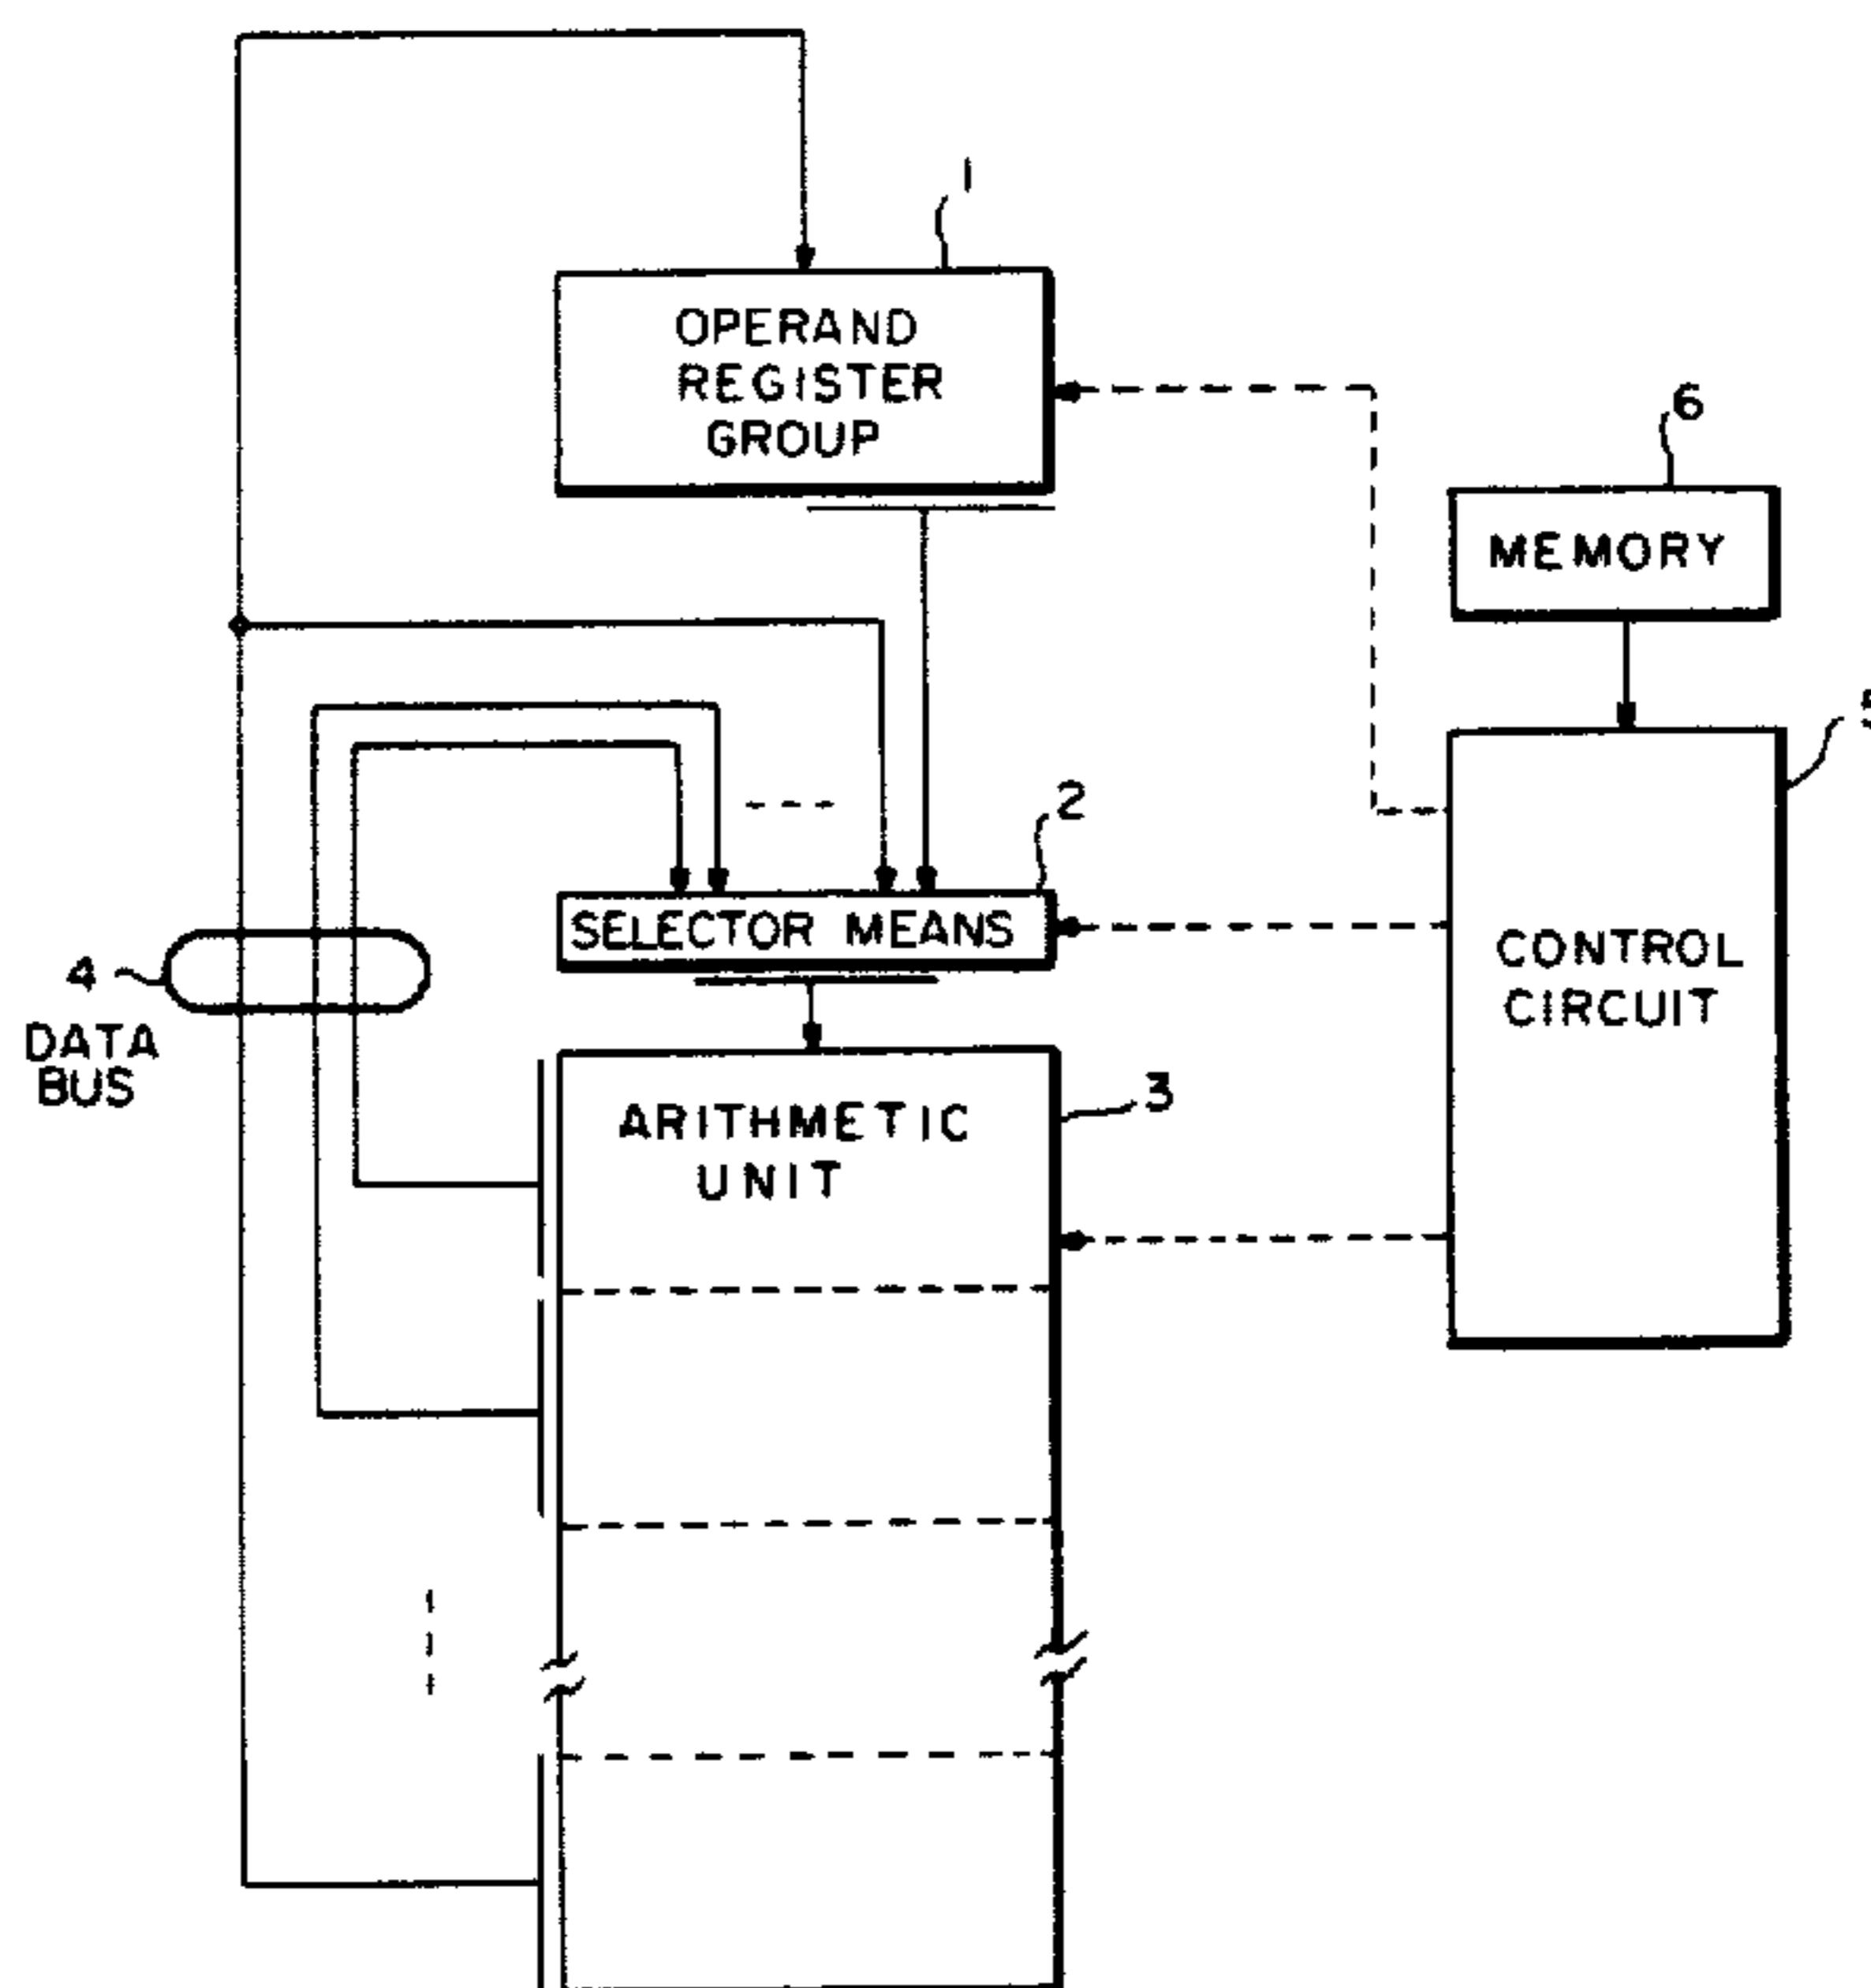 1
OPERAND
REGISTER
GROUP
6
MEMORY
5
2
SELECTOR MEANS
CONTROL
CIRCUIT
4
DATA
BUS
3
ARITHMETIC
UNIT